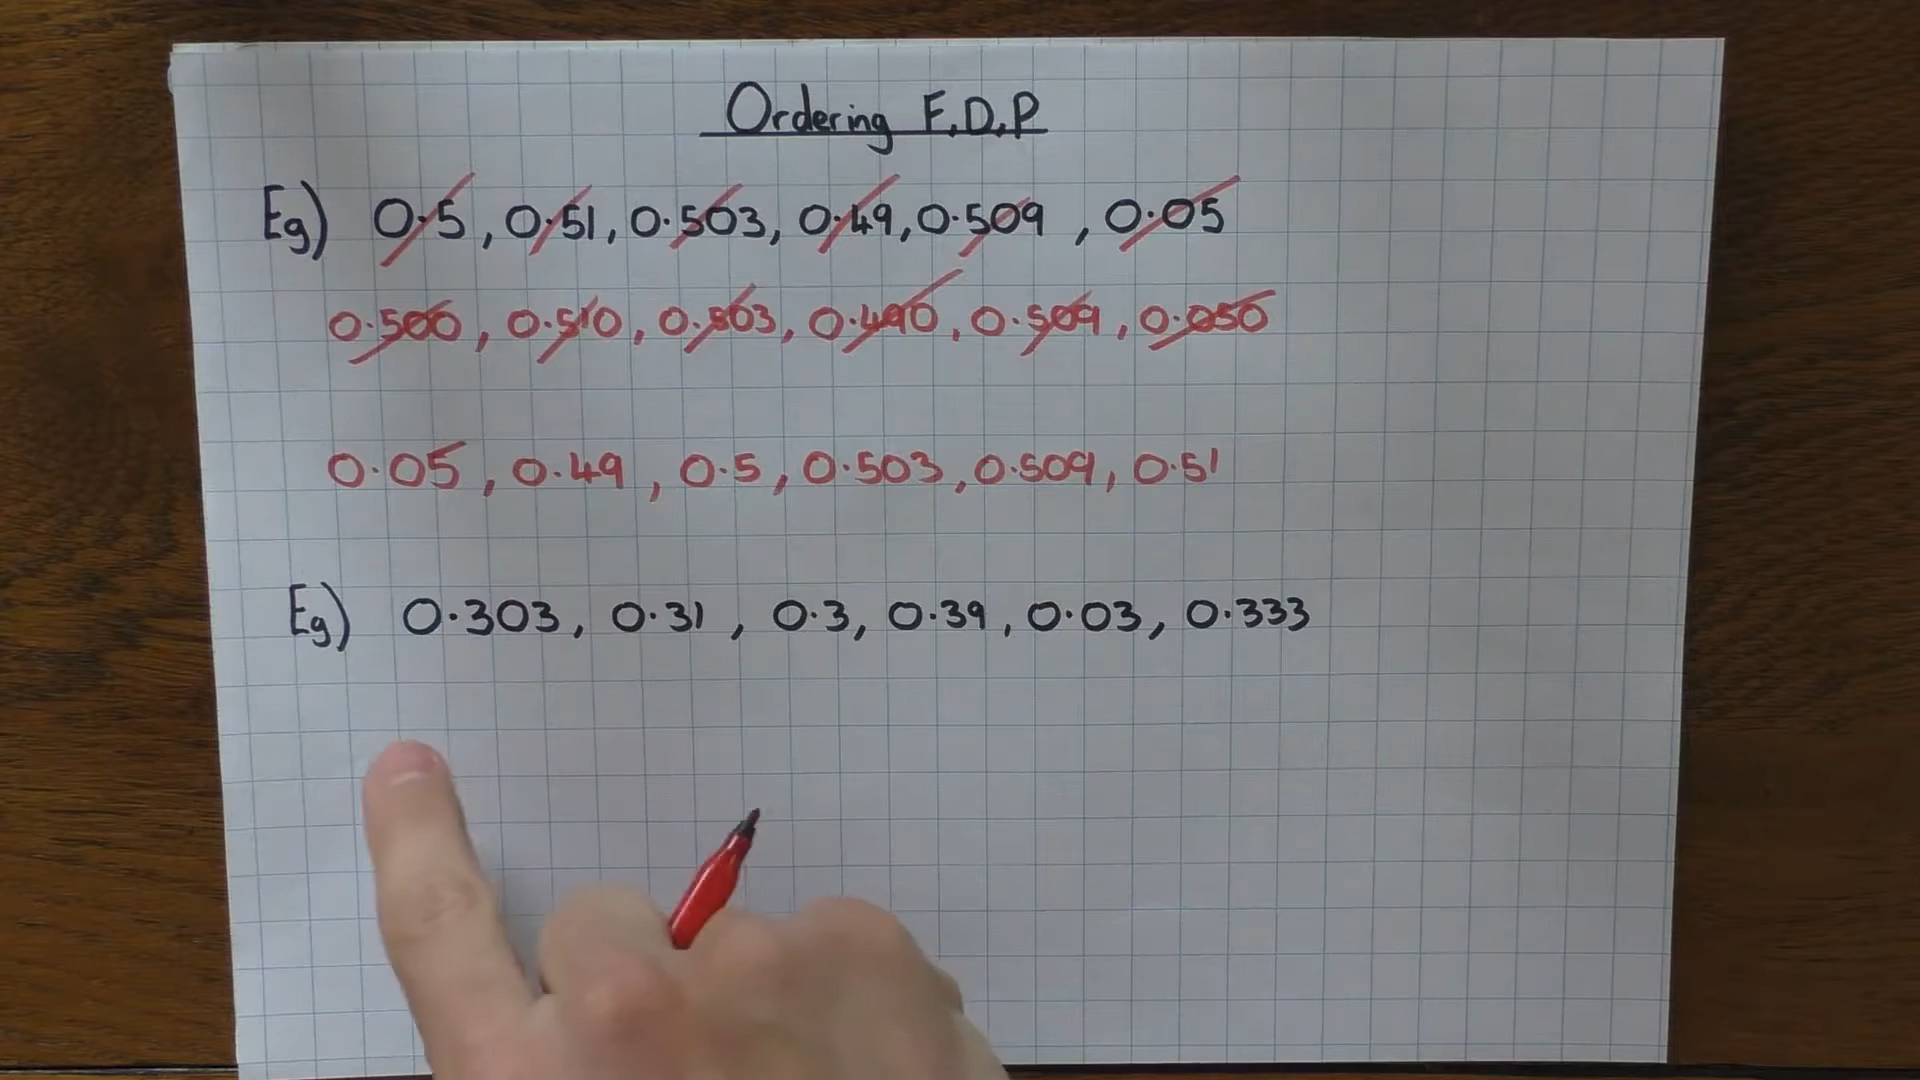 Ordering F.D.P
Eg) 0.5, 0.51, 0.503, 0.49, 0.509, 0.05
0.500, 0.510, 0.503, 0.490, 0.509, 0.050
0.05, 0.49, 0.5, 0.503, 0.509, 0.51
Eg) 0.303, 0.31, 0.3, 0.39, 0.03, 0.333